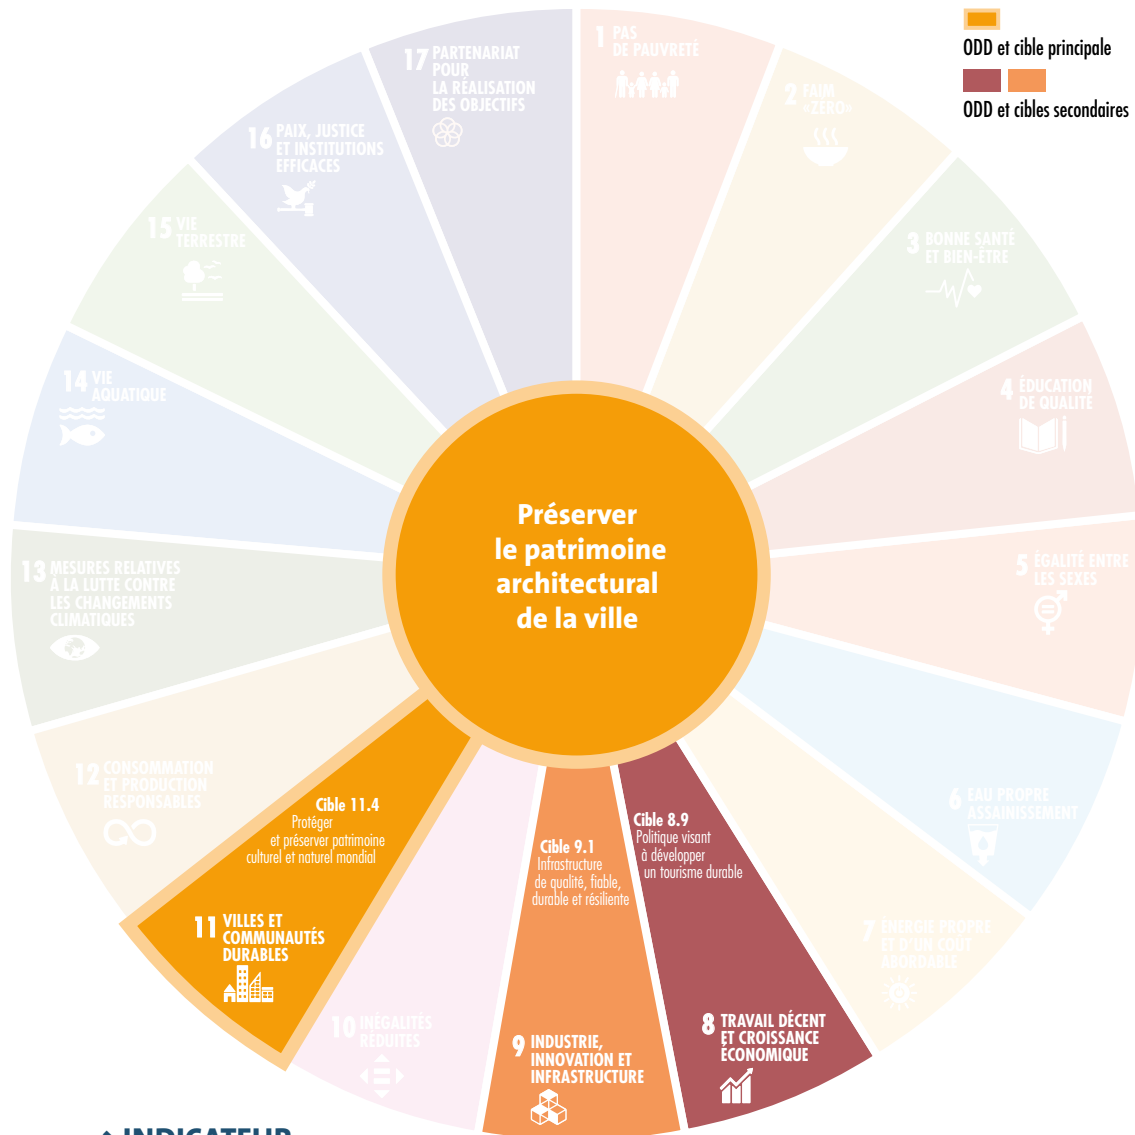 ODD et cible principale
ODD et cibles secondaires
1 PAS
DE PAUVRETÉ
2 FAIM
«ZÉRO»
3 BONNE SANTÉ
ET BIEN-ÊTRE
4 ÉDUCATION
DE QUALITÉ
5 ÉGALITÉ ENTRE
LES SEXES
6 EAU PROPRE
ASSAINISSEMENT
7 ENERGIE PROPRE
ET D'UN COÛT
ABORDABLE
Cible 8.9
Politique visant
à développer
un tourisme durable
8 TRAVAIL DÉCENT
ET CROISSANCE
ÉCONOMIQUE
Cible 9.1
Infrastructure
de qualité, fiable,
durable et résiliente
9 INDUSTRIE,
INNOVATION ET
INFRASTRUCTURE
10 INÉGALITÉS
RÉDUITES
Cible 11.4
Protéger
et préserver patrimoine
culturel et naturel mondial
11 VILLES ET
COMMUNAUTÉS
DURABLES
12 CONSOMMATION
ET PRODUCTION
RESPONSABLES
13 MESURES RELATIVES
À LA LUTTE CONTRE
LES CHANGEMENTS
CLIMATIQUES
14 VIE
AQUATIQUE
15 VIE
TERRESTRE
16 PAIX, JUSTICE
ET INSTITUTIONS
EFFICACES
17 PARTENARIAT
POUR
LA RÉALISATION
DES OBJECTIFS
Préserver
le patrimoine
architectural
de la ville
INDICATEUR